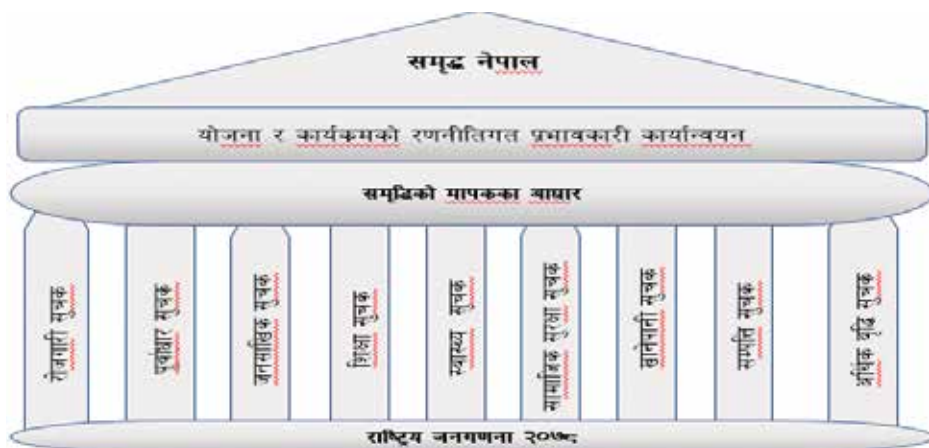 समृद्ध नेपाल
योजना र कार्यक्रमको रणनीतिगत प्रभावकारी कार्यान्वयन
समृद्धिको मापकका आधार
रोजगारी सुचक
पुर्वाधार सुचक
जनसांख्यिक सुचक
शिक्षा सुचक
स्वास्थ्य सुचक
सामाजिक सुरक्षा सुचक
खानेपानी सुचक
सम्पत्ति सुचक
अर्थिक वृद्धि सुचक
राष्ट्रिय जनगणना २०७८